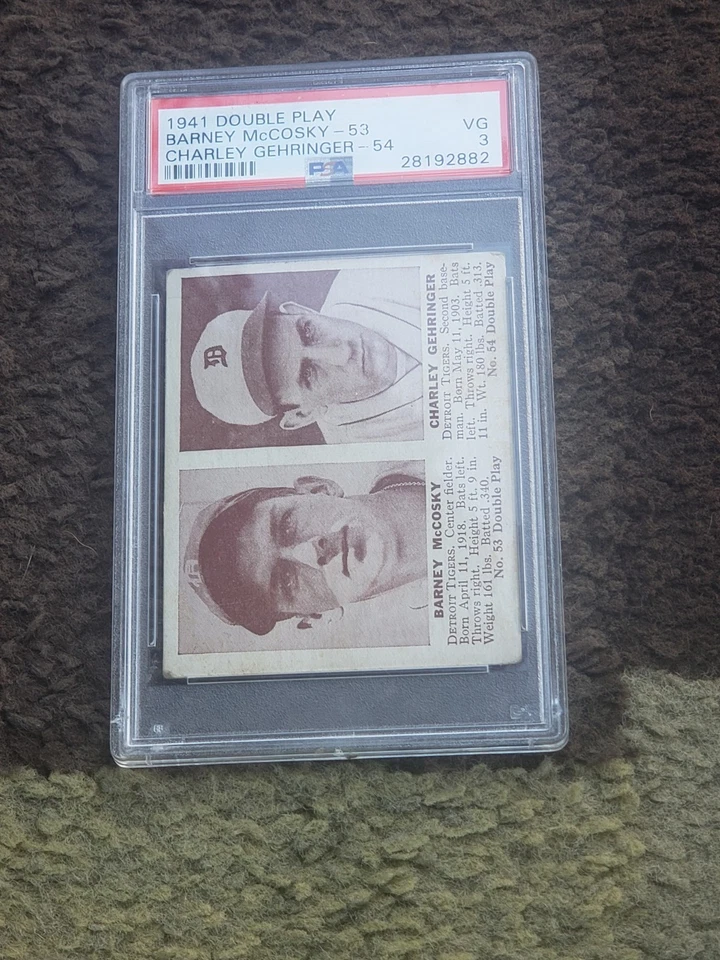 1941 DOUBLE PLAY
BARNEY McCOSKY-53
CHARLEY GEHRINGER-54
VG
3
28192882
PSA
D
BARNEY McCOSKY
DETROIT TIGERS. Center fielder.
Born April 11, 1918. Bats left.
Throws right. Height 5 ft. 9 in.
Weight 161 lbs. Batted .340.
No. 53 Double Play
CHARLEY GEHRINGER
DETROIT TIGERS. Second base-
man. Born May 11, 1903. Bats
left. Throws right. Height 5 ft.
11 in. Wt. 180 lbs. Batted .313.
No. 54 Double Play